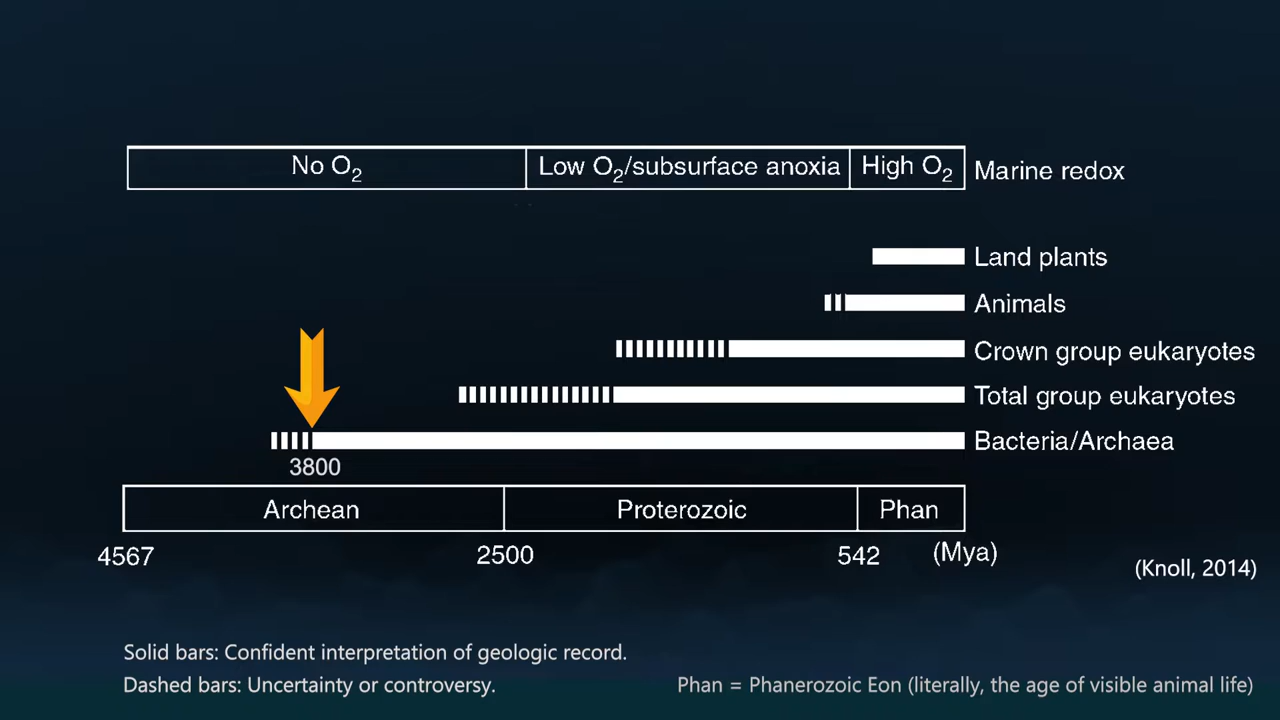 No O₂ Low O₂/subsurface anoxia High O₂ Marine redox
Land plants
Animals
Crown group eukaryotes
Total group eukaryotes
Bacteria/Archaea
3800
Archean Proterozoic Phan
4567 2500 542 (Mya)
(Knoll, 2014)
Solid bars: Confident interpretation of geologic record.
Dashed bars: Uncertainty or controversy.
Phan = Phanerozoic Eon (literally, the age of visible animal life)